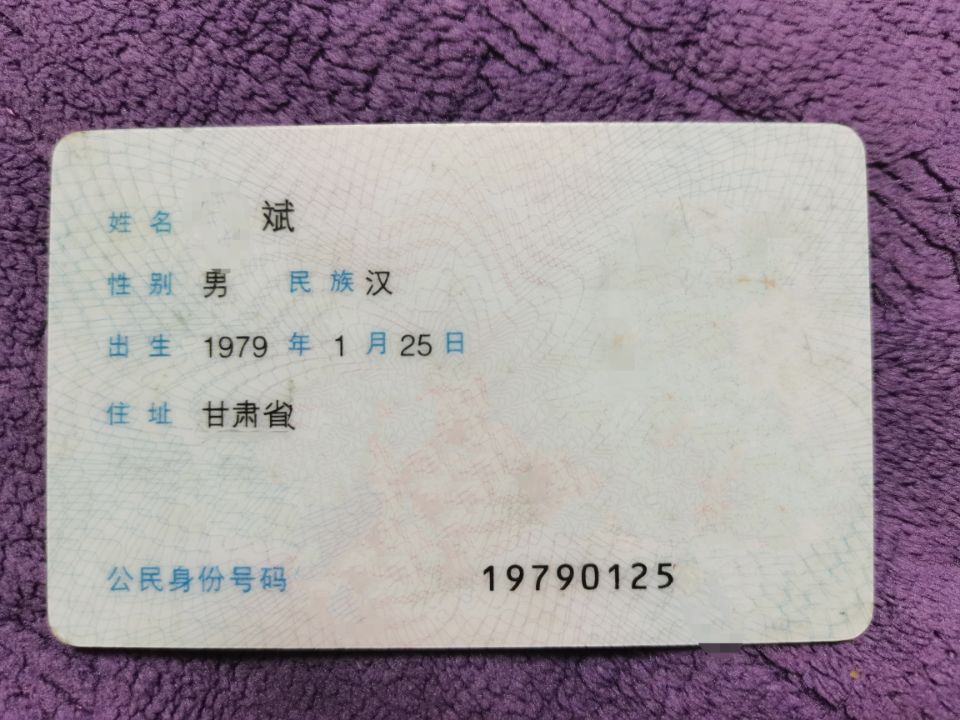 姓名 斌
性别 男 民族 汉
出生 1979 年 1 月 25 日
住址 甘肃省
公民身份号码 19790125